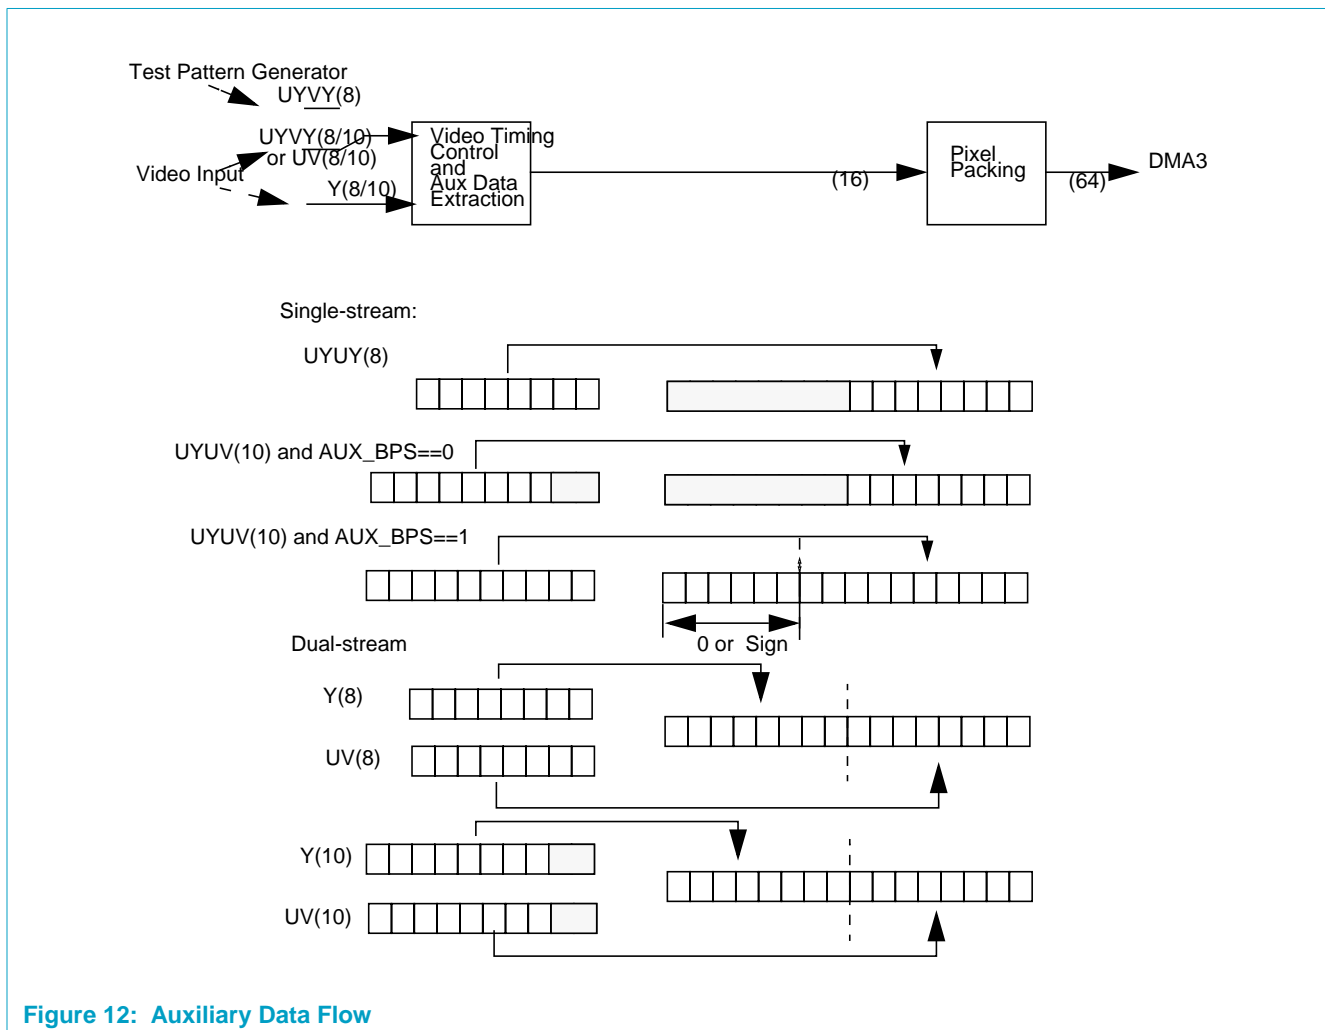 Test Pattern Generator
UYVY(8)
UYVY(8/10)
or UV(8/10)
Video Input
Y(8/10)
Video Timing
Control
and
Aux Data
Extraction
(16)
Pixel
Packing
(64)
DMA3
Single-stream:
UYUY(8)
UYUV(10) and AUX_BPS==0
UYUV(10) and AUX_BPS==1
0 or Sign
Dual-stream
Y(8)
UV(8)
Y(10)
UV(10)
Figure 12: Auxiliary Data Flow